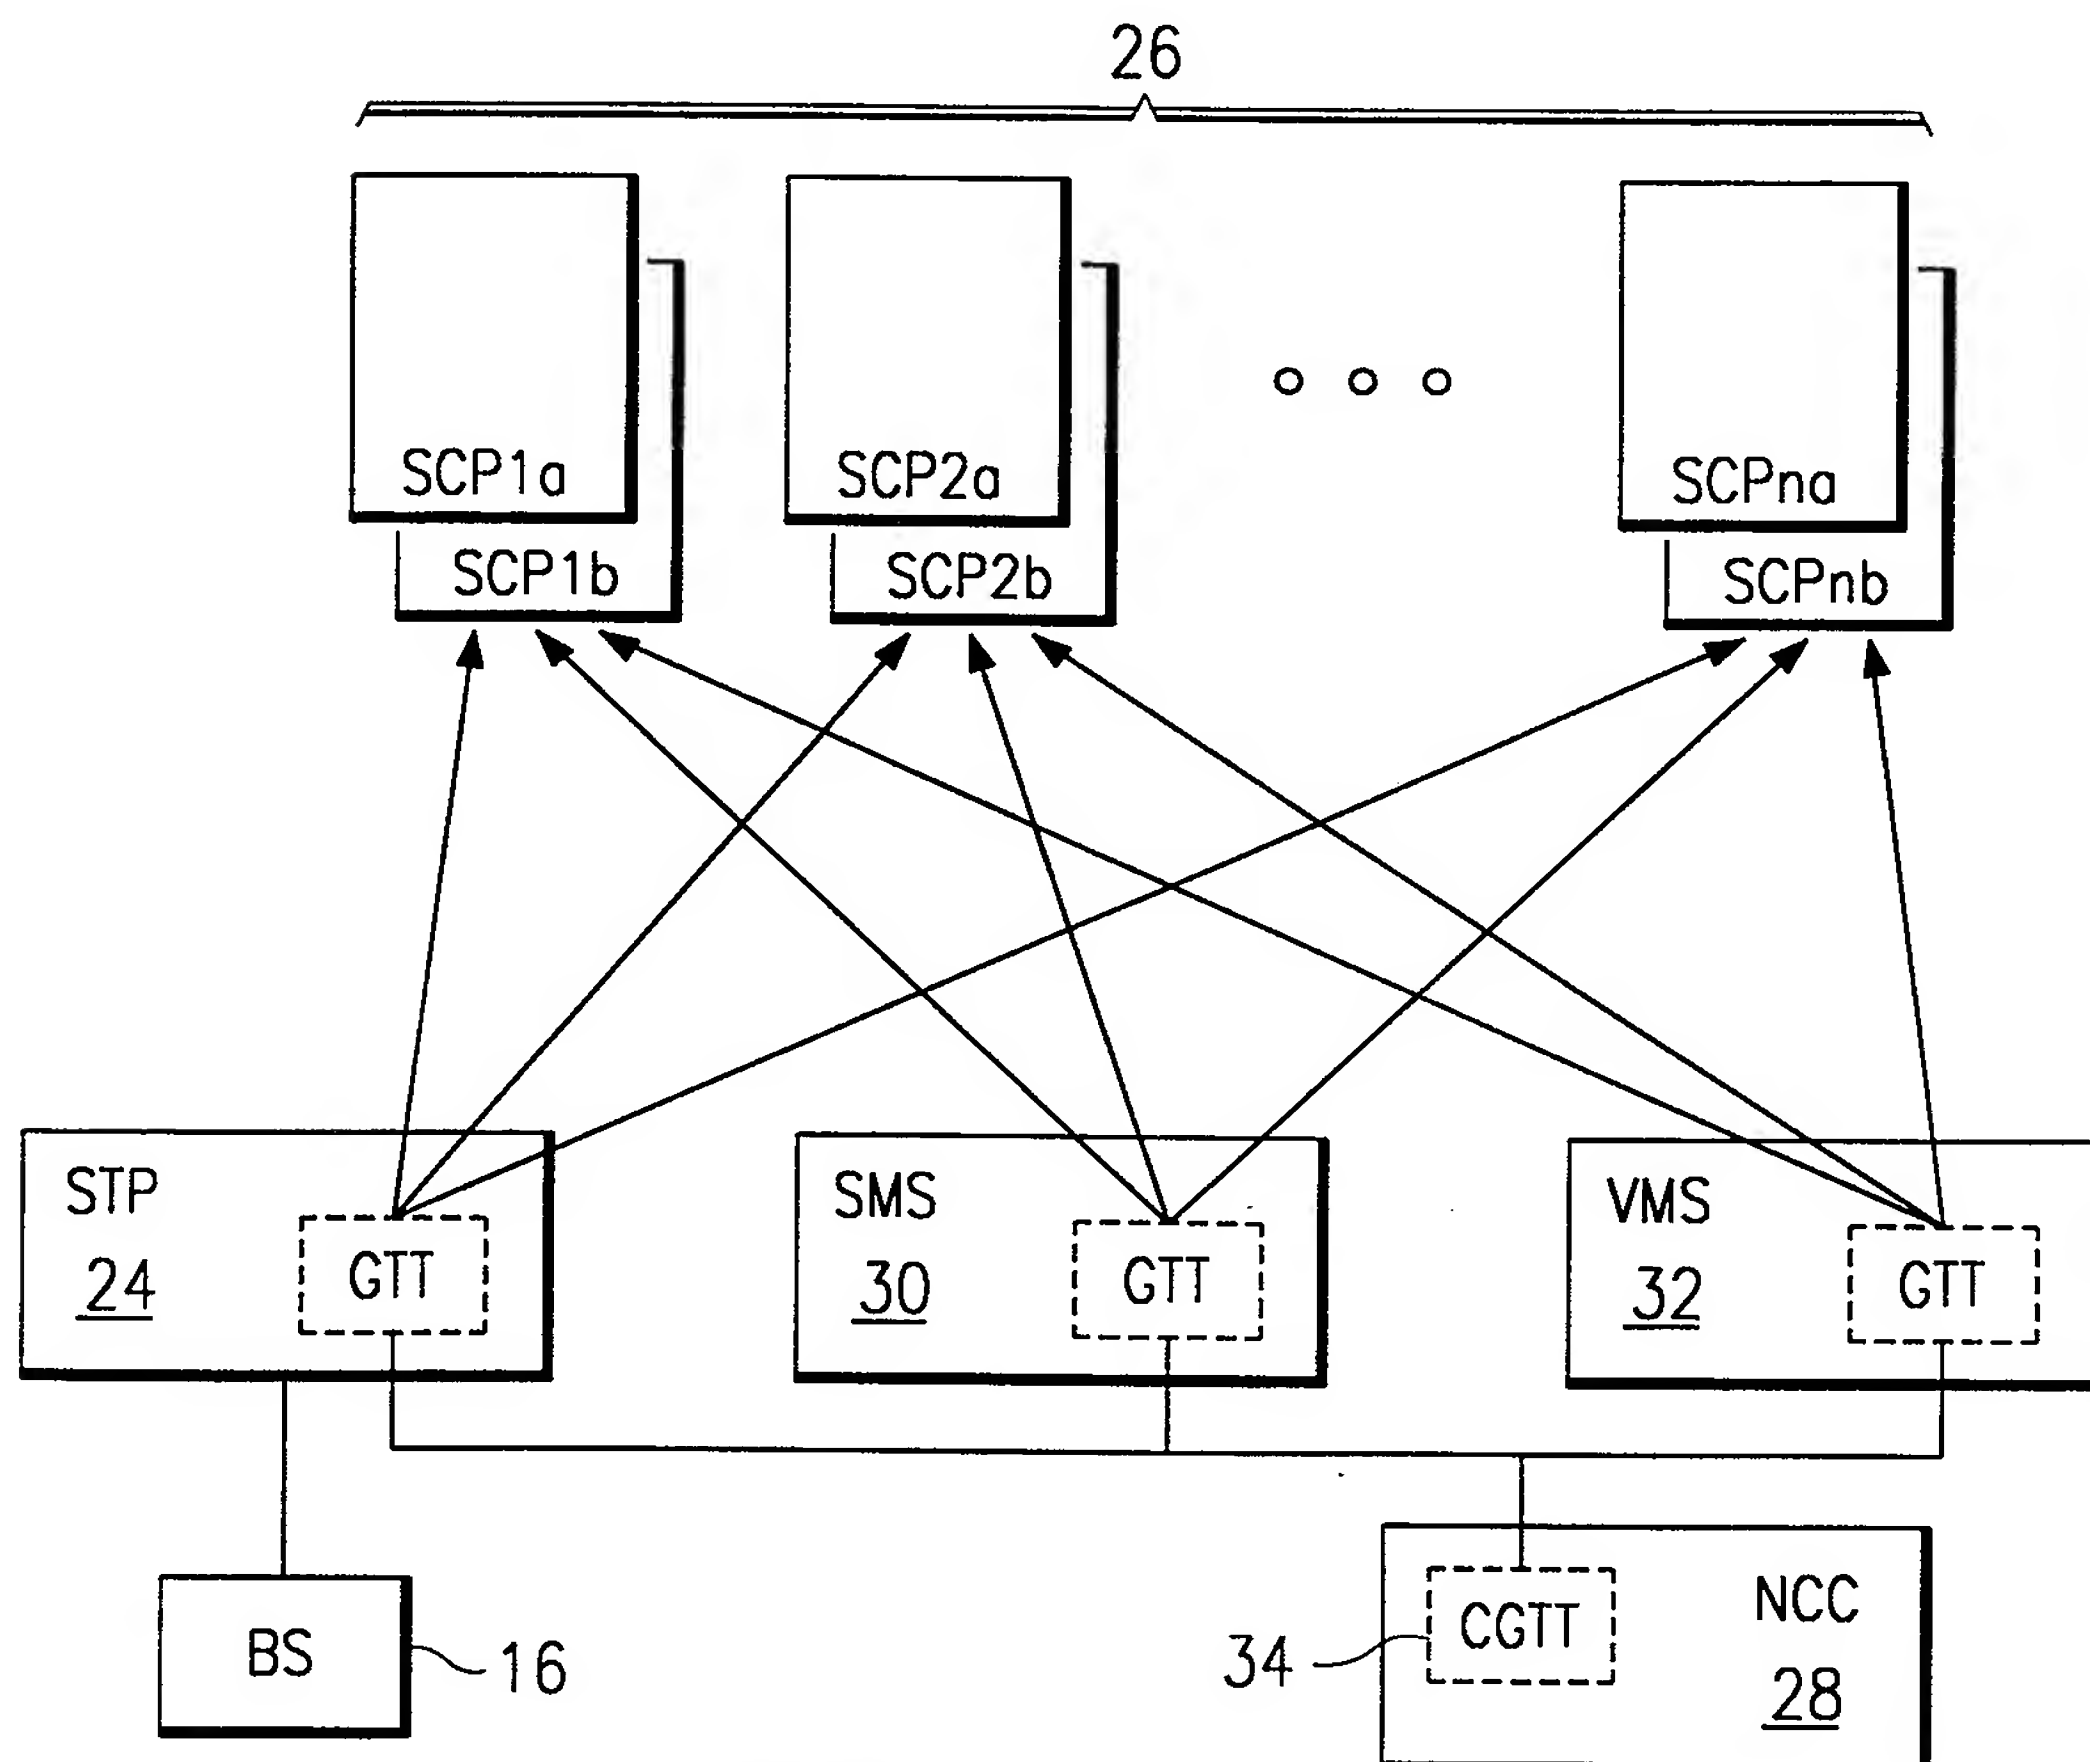 26
SCP1a
SCP2a
SCPna
SCP1b
SCP2b
SCPnb
STP
24
GTT
SMS
30
GTT
VMS
32
GTT
BS
16
CGTT
34
NCC
28